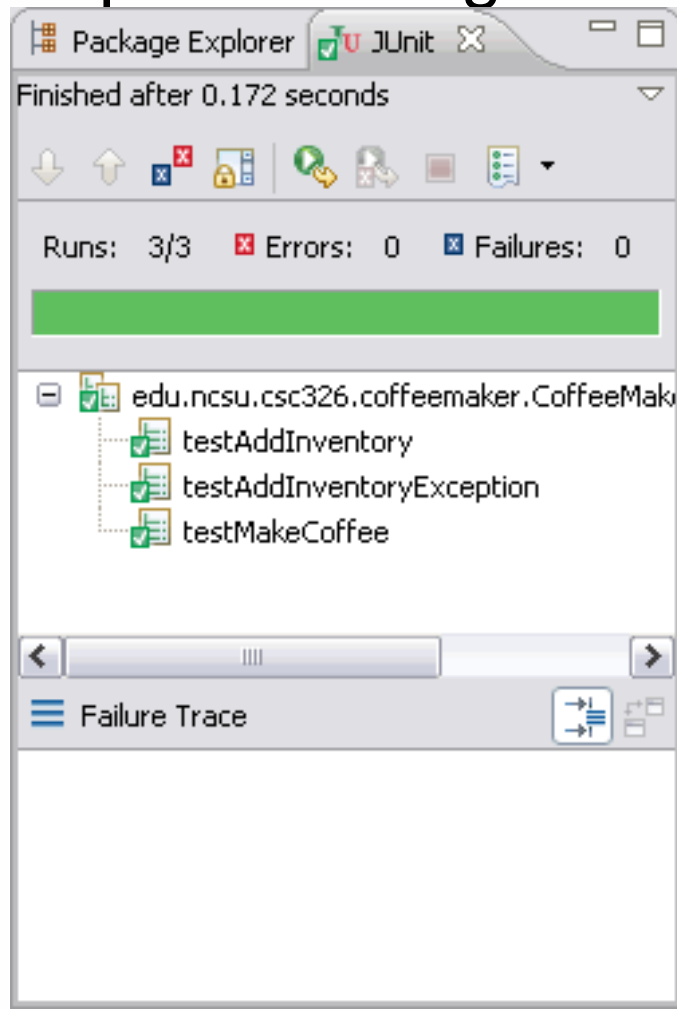 Package Explorer JUnit
Finished after 0.172 seconds
Runs: 3/3 Errors: 0 Failures: 0
edu.ncsu.csc326.coffeemaker.CoffeeMak
testAddInventory
testAddInventoryException
testMakeCoffee
Failure Trace